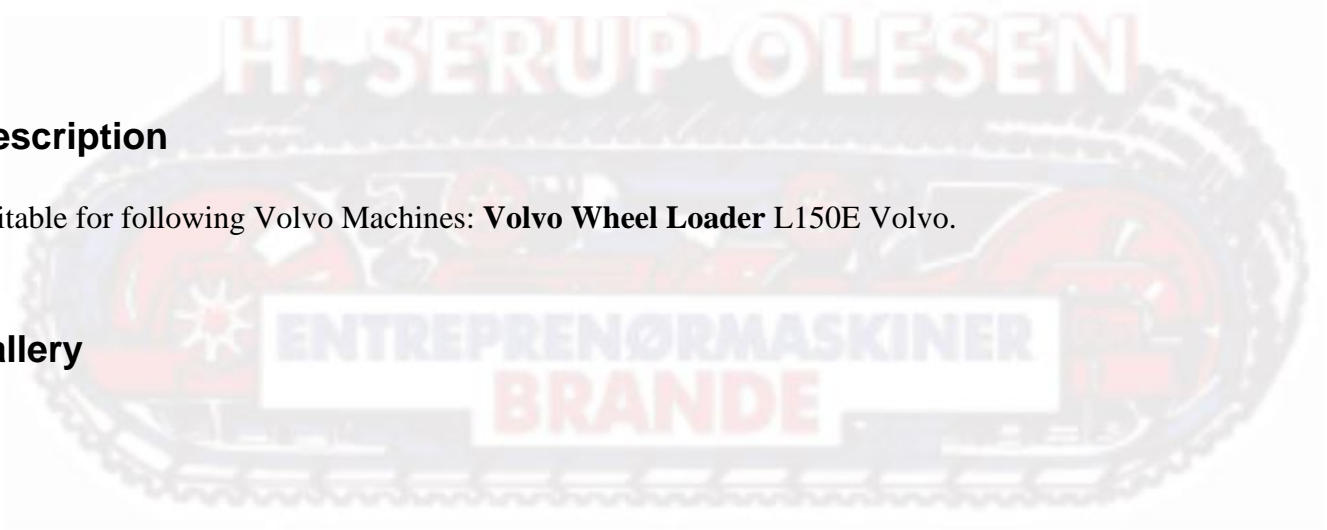 H. SERUP OLESEN
escription
itable for following Volvo Machines: Volvo Wheel Loader L150E Volvo.
ENTREPRENØRMASKINER
allery
BRANDE